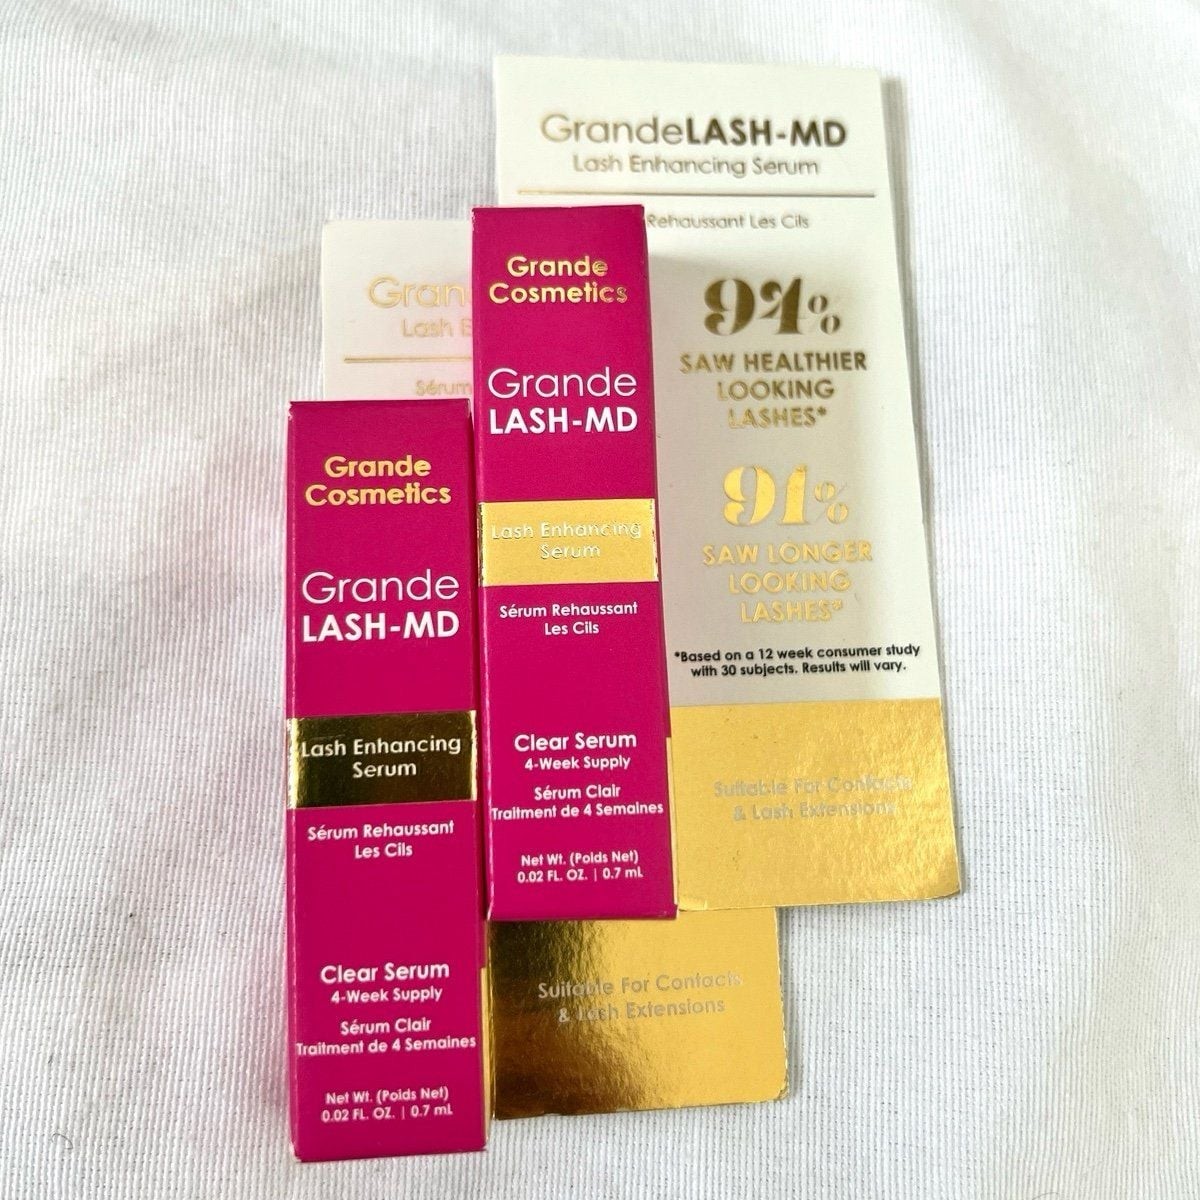 GrandeLASH-MD
Lash Enhancing Serum
Rehaussant Les Cils
94%
SAW HEALTHIER
LOOKING
LASHES*
91%
SAW LONGER
LOOKING
LASHES*
*Based on a 12 week consumer study
with 30 subjects. Results will vary.
Suitable For Contacts
& Lash Extensions
Grande
Cosmetics
Grande
LASH-MD
Lash Enhancing
Serum
Sérum Rehaussant
Les Cils
Clear Serum
4-Week Supply
Sérum Clair
Traitment de 4 Semaines
Net Wt. (Poids Net)
0.02 FL. OZ. | 0.7 mL
Gran
Lash E
Sérum
Grande
Cosmetics
Grande
LASH-MD
Lash Enhancing
Serum
Sérum Rehaussant
Les Cils
Clear Serum
4-Week Supply
Sérum Clair
Traitment de 4 Semaines
Net Wt. (Poids Net)
0.02 FL. OZ. | 0.7 mL
Suitable For Contacts
& Lash Extensions